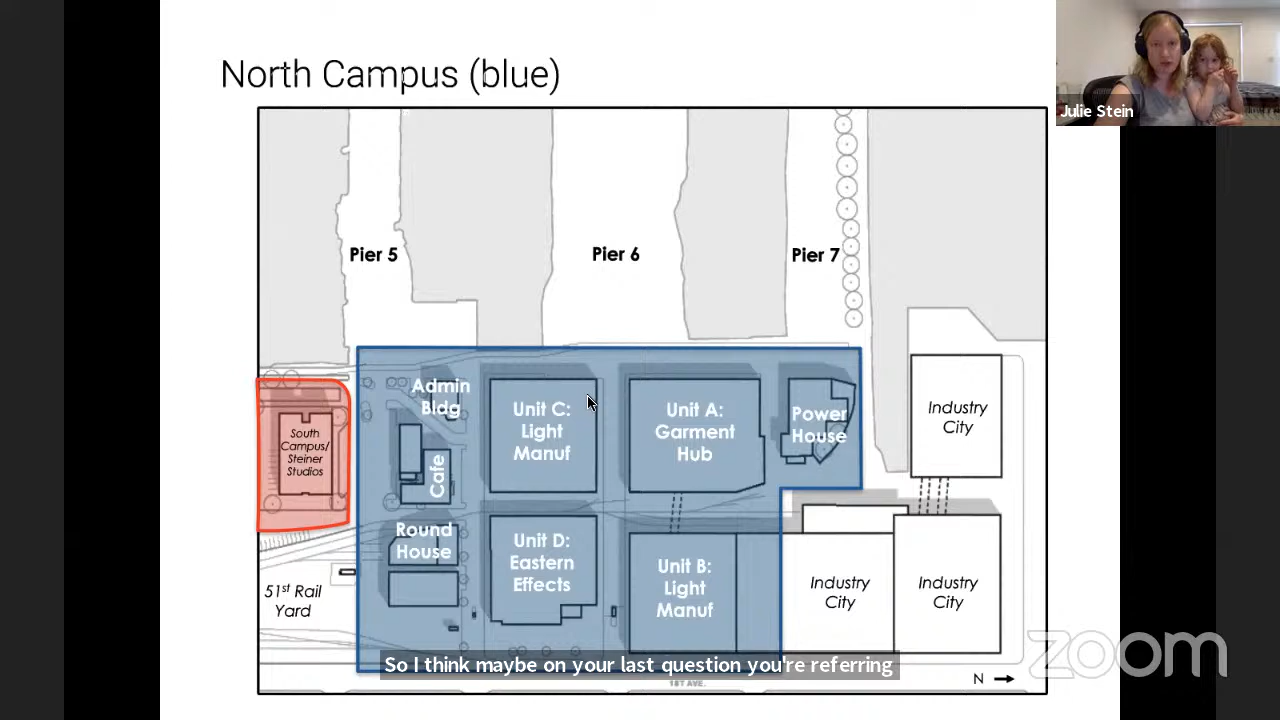 North Campus (blue)
Julie Stein
Pier 5
Pier 6
Pier 7
Admin
Bldg
Unit C:
Light
Manuf
Unit A:
Garment
Hub
Power
House
Industry
City
South
Campus/
Steiner
Studios
Cafe
Round
House
Unit D:
Eastern
Effects
Unit B:
Light
Manuf
Industry
City
Industry
City
51st Rail
Yard
So I think maybe on your last question you're referring
1ST AVE.
N
zoom